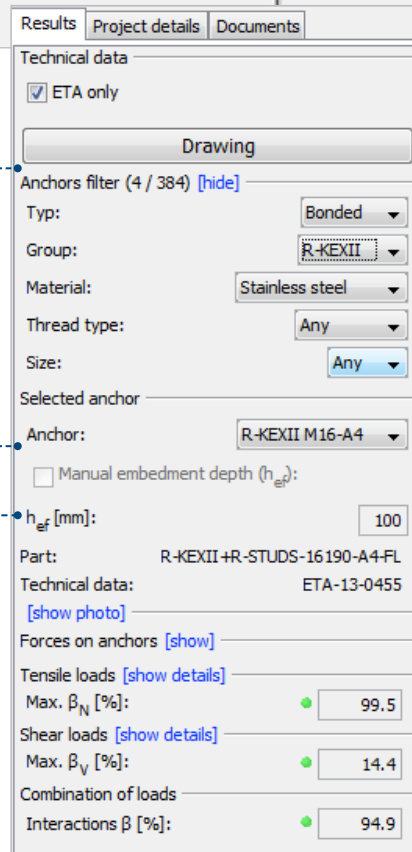 Results Project details Documents
Technical data
ETA only
Drawing
Anchors filter (4 / 384) [hide]
Typ: Bonded
Group: R-KEXII
Material: Stainless steel
Thread type: Any
Size: Any
Selected anchor
Anchor: R-KEXII M16-A4
Manual embedment depth (hef):
hef [mm]: 100
Part: R-KEXII+R-STUDS-16190-A4-FL
Technical data: ETA-13-0455
[show photo]
Forces on anchors [show]
Tensile loads [show details]
Max. βN [%]: 99.5
Shear loads [show details]
Max. βV [%]: 14.4
Combination of loads
Interactions β [%]: 94.9